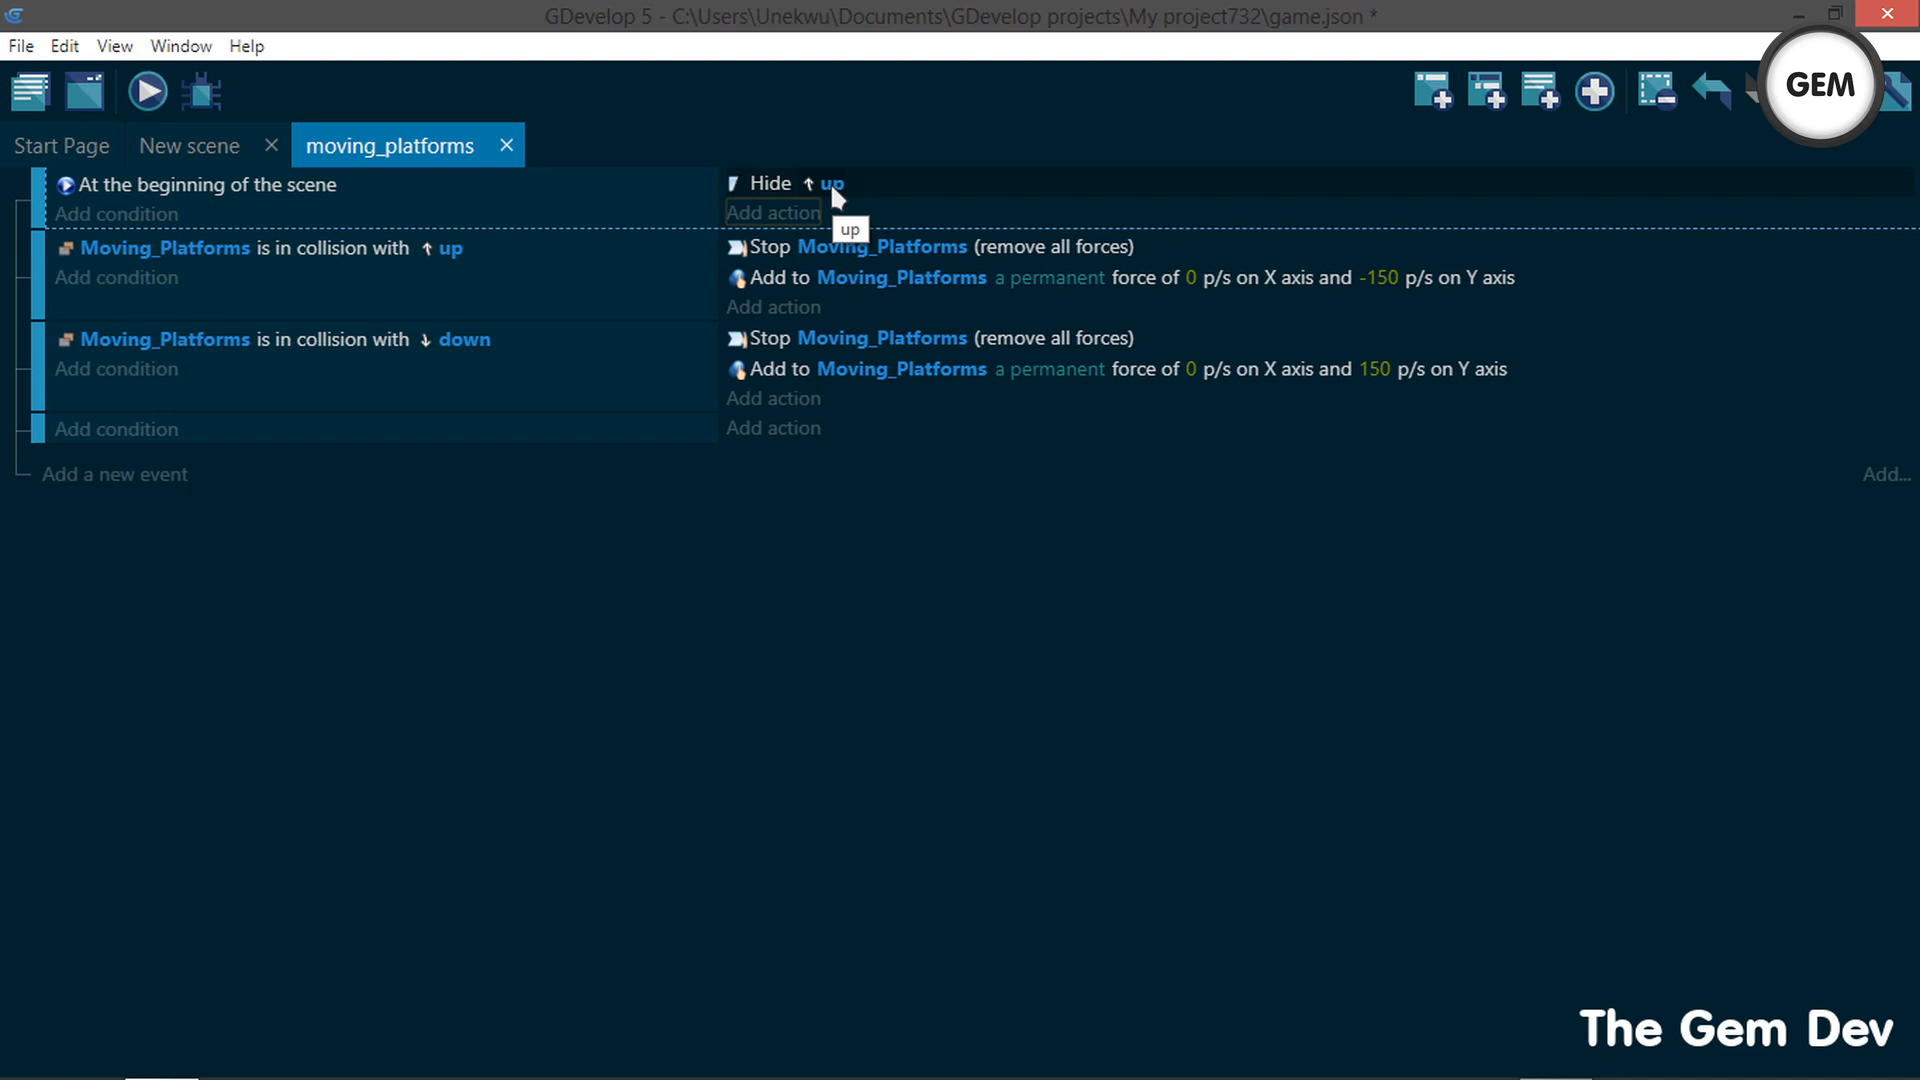 GDevelop 5 - C:\Users\Unekwu\Documents\GDevelop projects\My project732\game.json *
File Edit View Window Help
GEM
Start Page New scene moving_platforms
At the beginning of the scene
Hide up
Add condition
Add action
up
Moving_Platforms is in collision with up
Stop Moving_Platforms (remove all forces)
Add condition
Add to Moving_Platforms a permanent force of 0 p/s on X axis and -150 p/s on Y axis
Add action
Moving_Platforms is in collision with down
Stop Moving_Platforms (remove all forces)
Add condition
Add to Moving_Platforms a permanent force of 0 p/s on X axis and 150 p/s on Y axis
Add action
Add condition
Add action
Add a new event
Add...
The Gem Dev